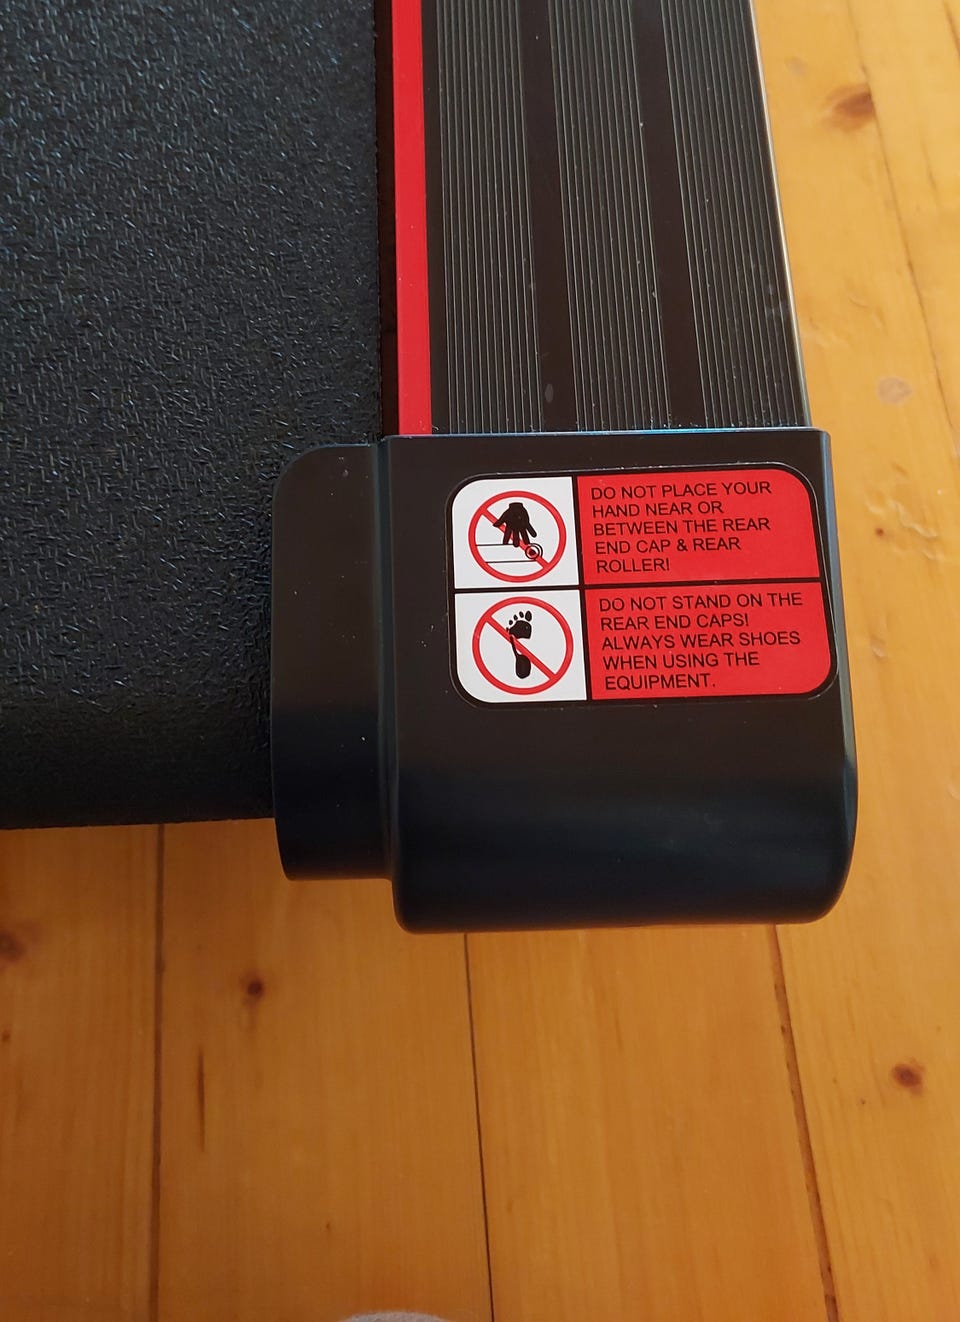 DO NOT PLACE YOUR
HAND NEAR OR
BETWEEN THE REAR
END CAP & REAR
ROLLER!
DO NOT STAND ON THE
REAR END CAPS!
ALWAYS WEAR SHOES
WHEN USING THE
EQUIPMENT.